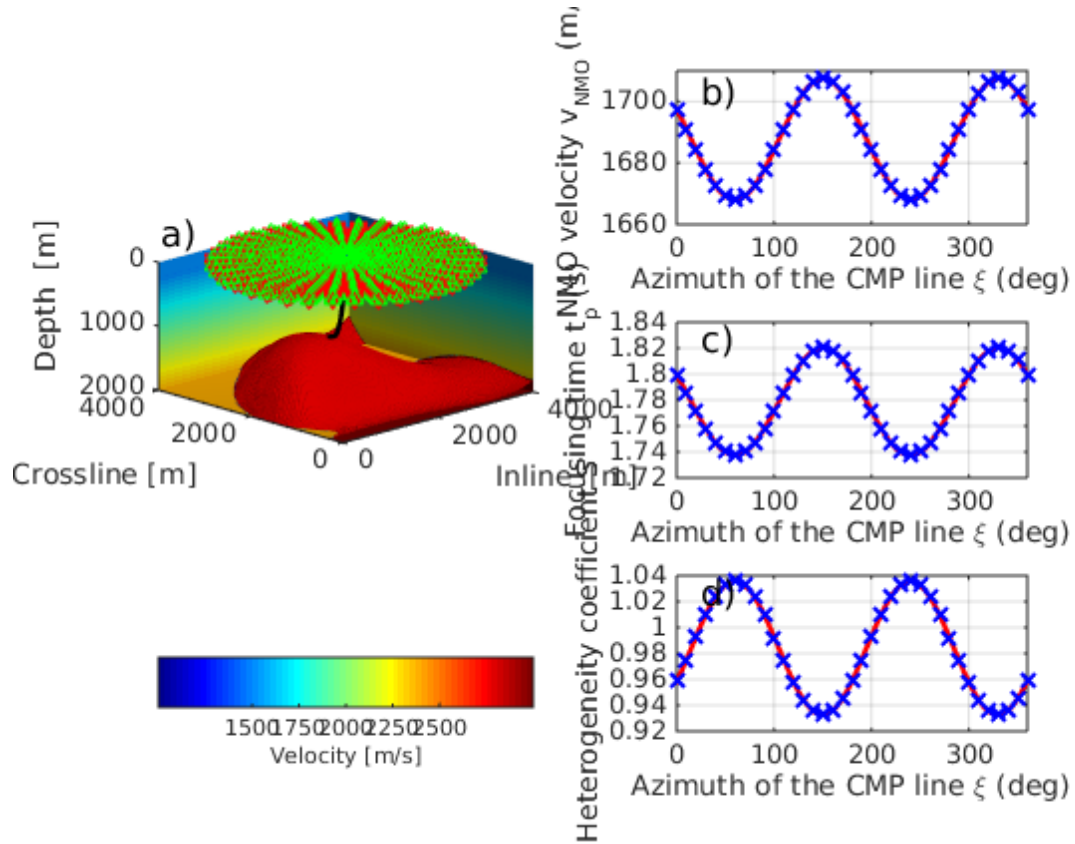 a)
Depth [m]
0
1000
2000
4000
2000
0
Crossline [m]
0
2000
4000
Inline [m]
1500 1750 2000 2250 2500
Velocity [m/s]
NMO velocity v_NMO (m/
b)
1700
1680
1660
0 100 200 300
Azimuth of the CMP line ξ (deg)
Focusing time t_p (s)
c)
1.84
1.82
1.8
1.78
1.76
1.74
1.72
0 100 200 300
Azimuth of the CMP line ξ (deg)
Heterogeneity coefficient S
d)
1.04
1.02
1
0.98
0.96
0.94
0.92
0 100 200 300
Azimuth of the CMP line ξ (deg)